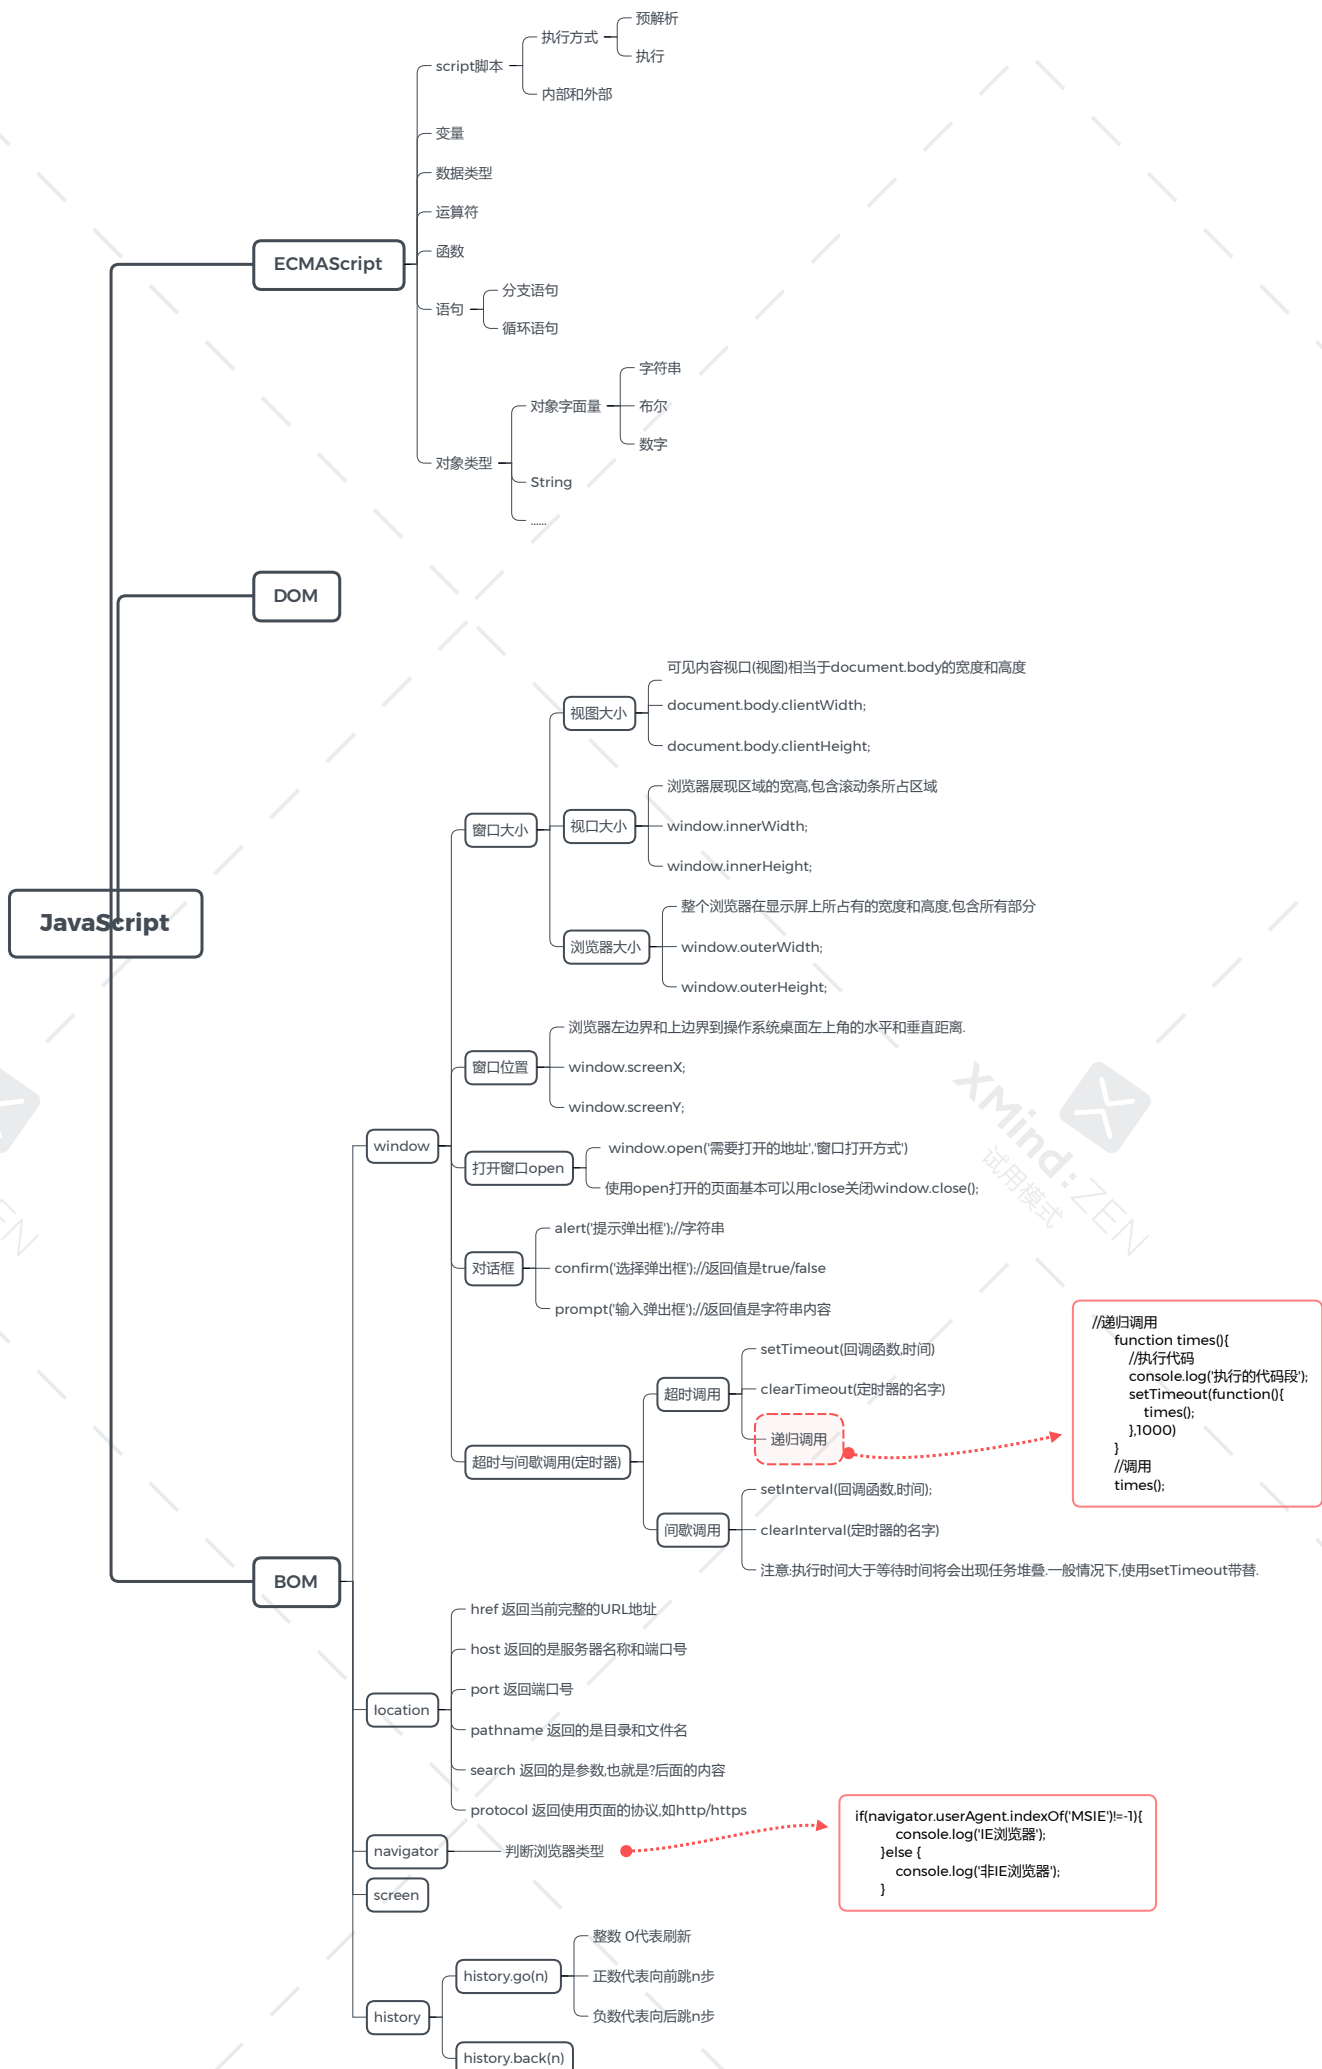 JavaScript
ECMAScript
script脚本
执行方式
预解析
执行
内部和外部
变量
数据类型
运算符
函数
语句
分支语句
循环语句
对象类型
对象字面量
字符串
布尔
数字
String
......
DOM
BOM
window
窗口大小
视图大小
可见内容视口(视图)相当于document.body的宽度和高度
document.body.clientWidth;
document.body.clientHeight;
视口大小
浏览器展现区域的宽高,包含滚动条所占区域
window.innerWidth;
window.innerHeight;
浏览器大小
整个浏览器在显示屏上所占有的宽度和高度,包含所有部分
window.outerWidth;
window.outerHeight;
窗口位置
浏览器左边界和上边界到操作系统桌面左上角的水平和垂直距离.
window.screenX;
window.screenY;
打开窗口open
window.open('需要打开的地址','窗口打开方式')
使用open打开的页面基本可以用close关闭window.close();
对话框
alert('提示弹出框');//字符串
confirm('选择弹出框');//返回值是true/false
prompt('输入弹出框');//返回值是字符串内容
超时与间歇调用(定时器)
超时调用
setTimeout(回调函数,时间)
clearTimeout(定时器的名字)
递归调用
//递归调用
function times(){
//执行代码
console.log('执行的代码段');
setTimeout(function(){
times();
},1000)
}
//调用
times();
间歇调用
setInterval(回调函数,时间);
clearInterval(定时器的名字)
注意:执行时间大于等待时间将会出现任务堆叠.一般情况下,使用setTimeout带替.
location
href 返回当前完整的URL地址
host 返回的是服务器名称和端口号
port 返回端口号
pathname 返回的是目录和文件名
search 返回的是参数,也就是?后面的内容
protocol 返回使用页面的协议,如http/https
navigator
判断浏览器类型
if(navigator.userAgent.indexOf('MSIE')!=-1){
console.log('IE浏览器');
}else {
console.log('非IE浏览器');
}
screen
history
history.go(n)
整数 0代表刷新
正数代表向前跳n步
负数代表向后跳n步
history.back(n)
XMind: ZEN
试用模式